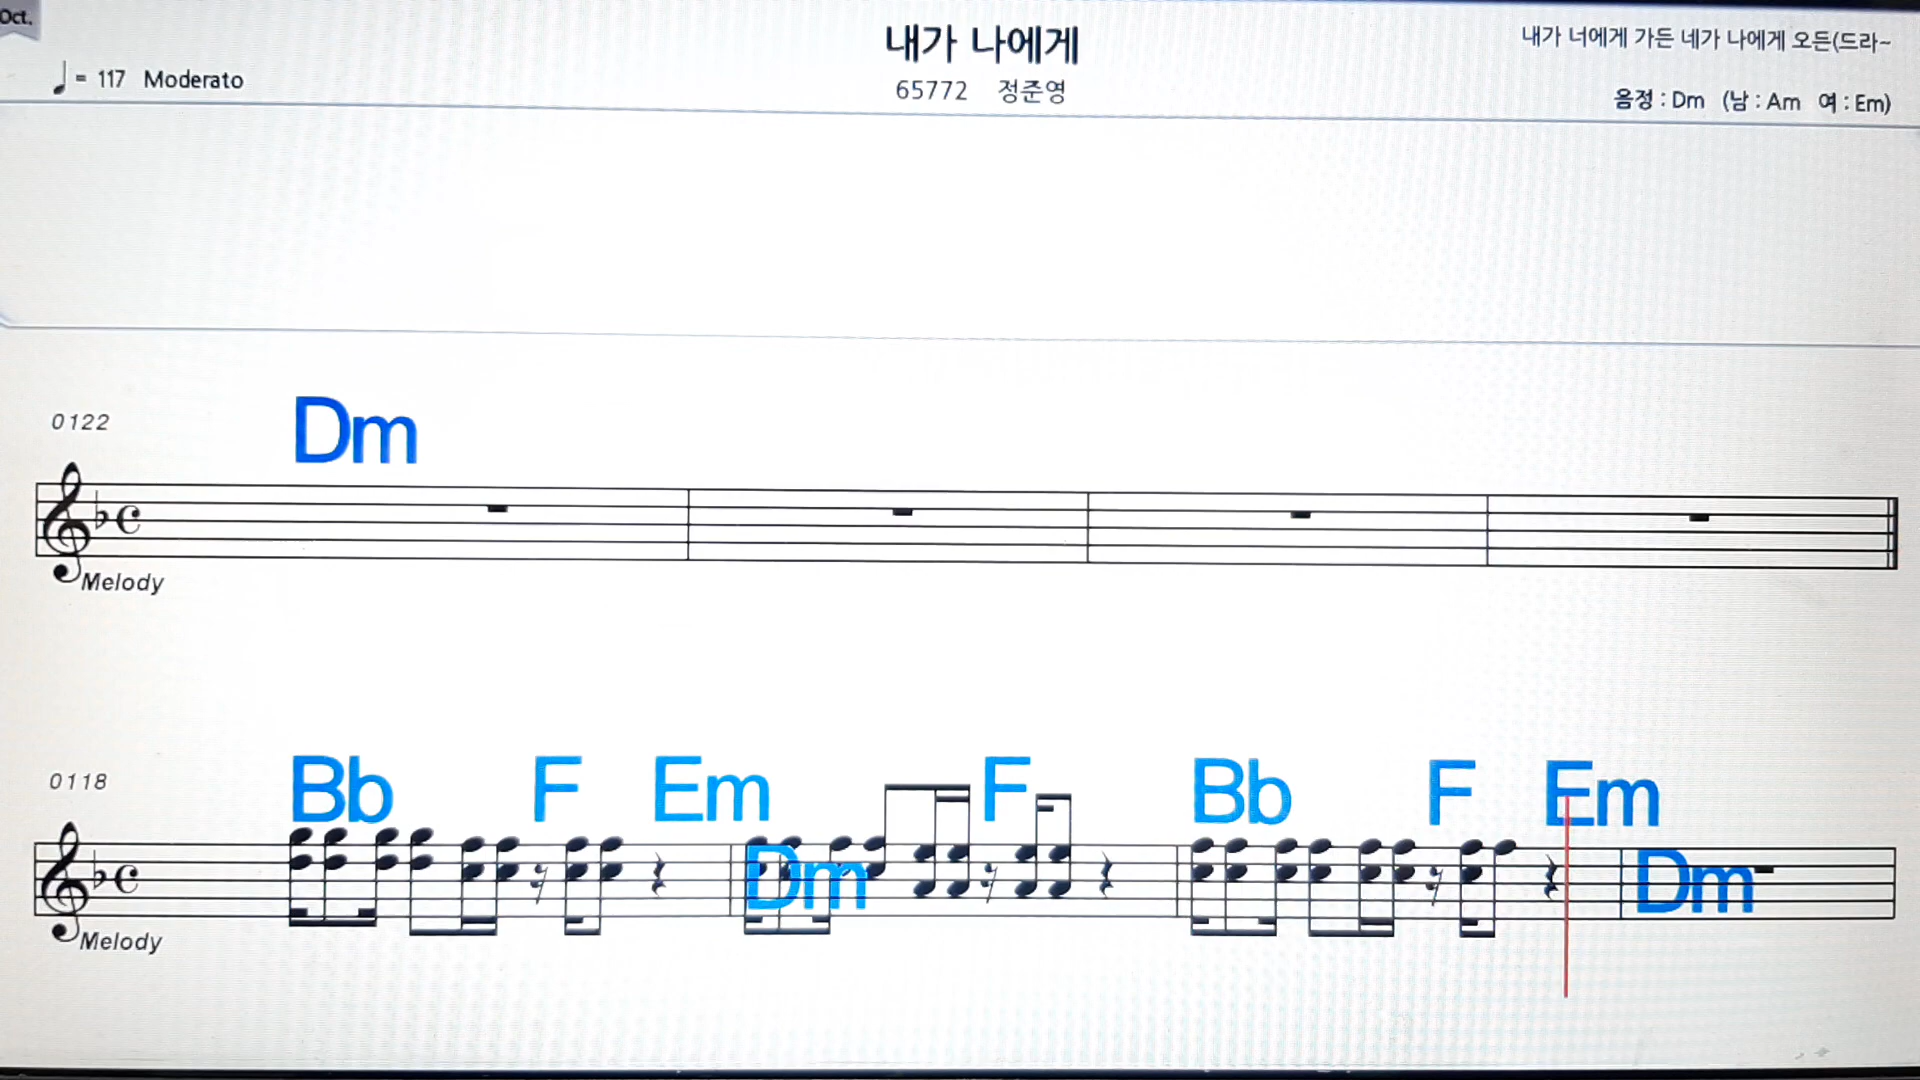 Oct.
내가 나에게
내가 너에게 가든 네가 나에게 오든(드라~
= 117 Moderato
65772 정준영
음정 : Dm (남 : Am 여 : Em)
Dm
0122
Melody
Bb F Em F Bb F Em
0118
Dm Dm
Melody